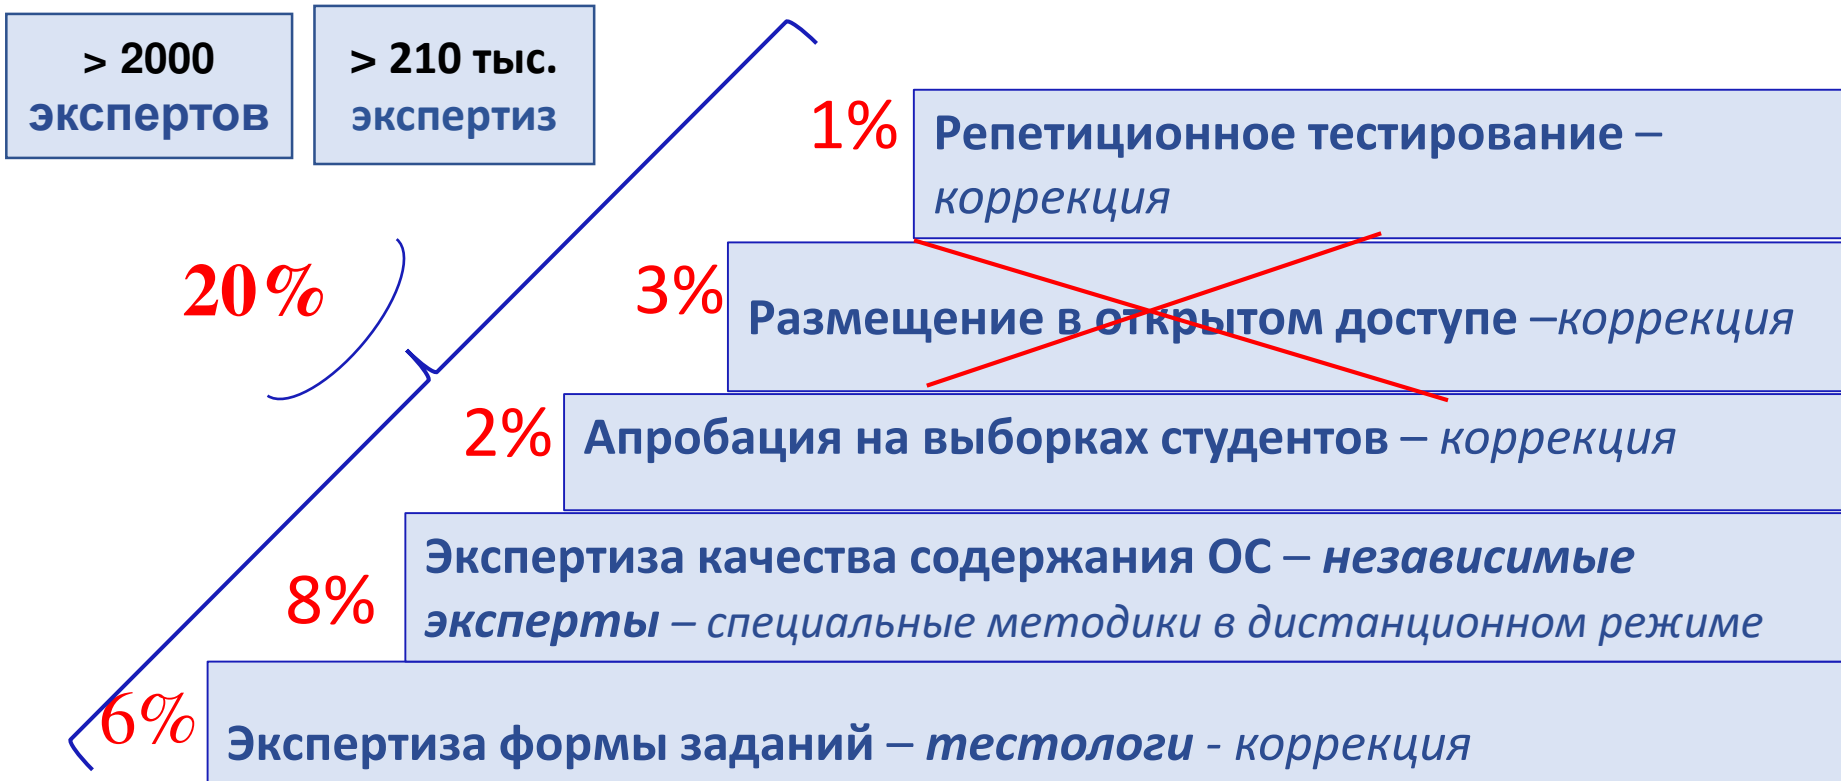 > 2000
экспертов
> 210 тыс.
экспертиз
20%
1%
Репетиционное тестирование –
коррекция
3%
Размещение в открытом доступе –коррекция
2%
Апробация на выборках студентов – коррекция
8%
Экспертиза качества содержания ОС – независимые
эксперты – специальные методики в дистанционном режиме
6%
Экспертиза формы заданий – тестологи - коррекция